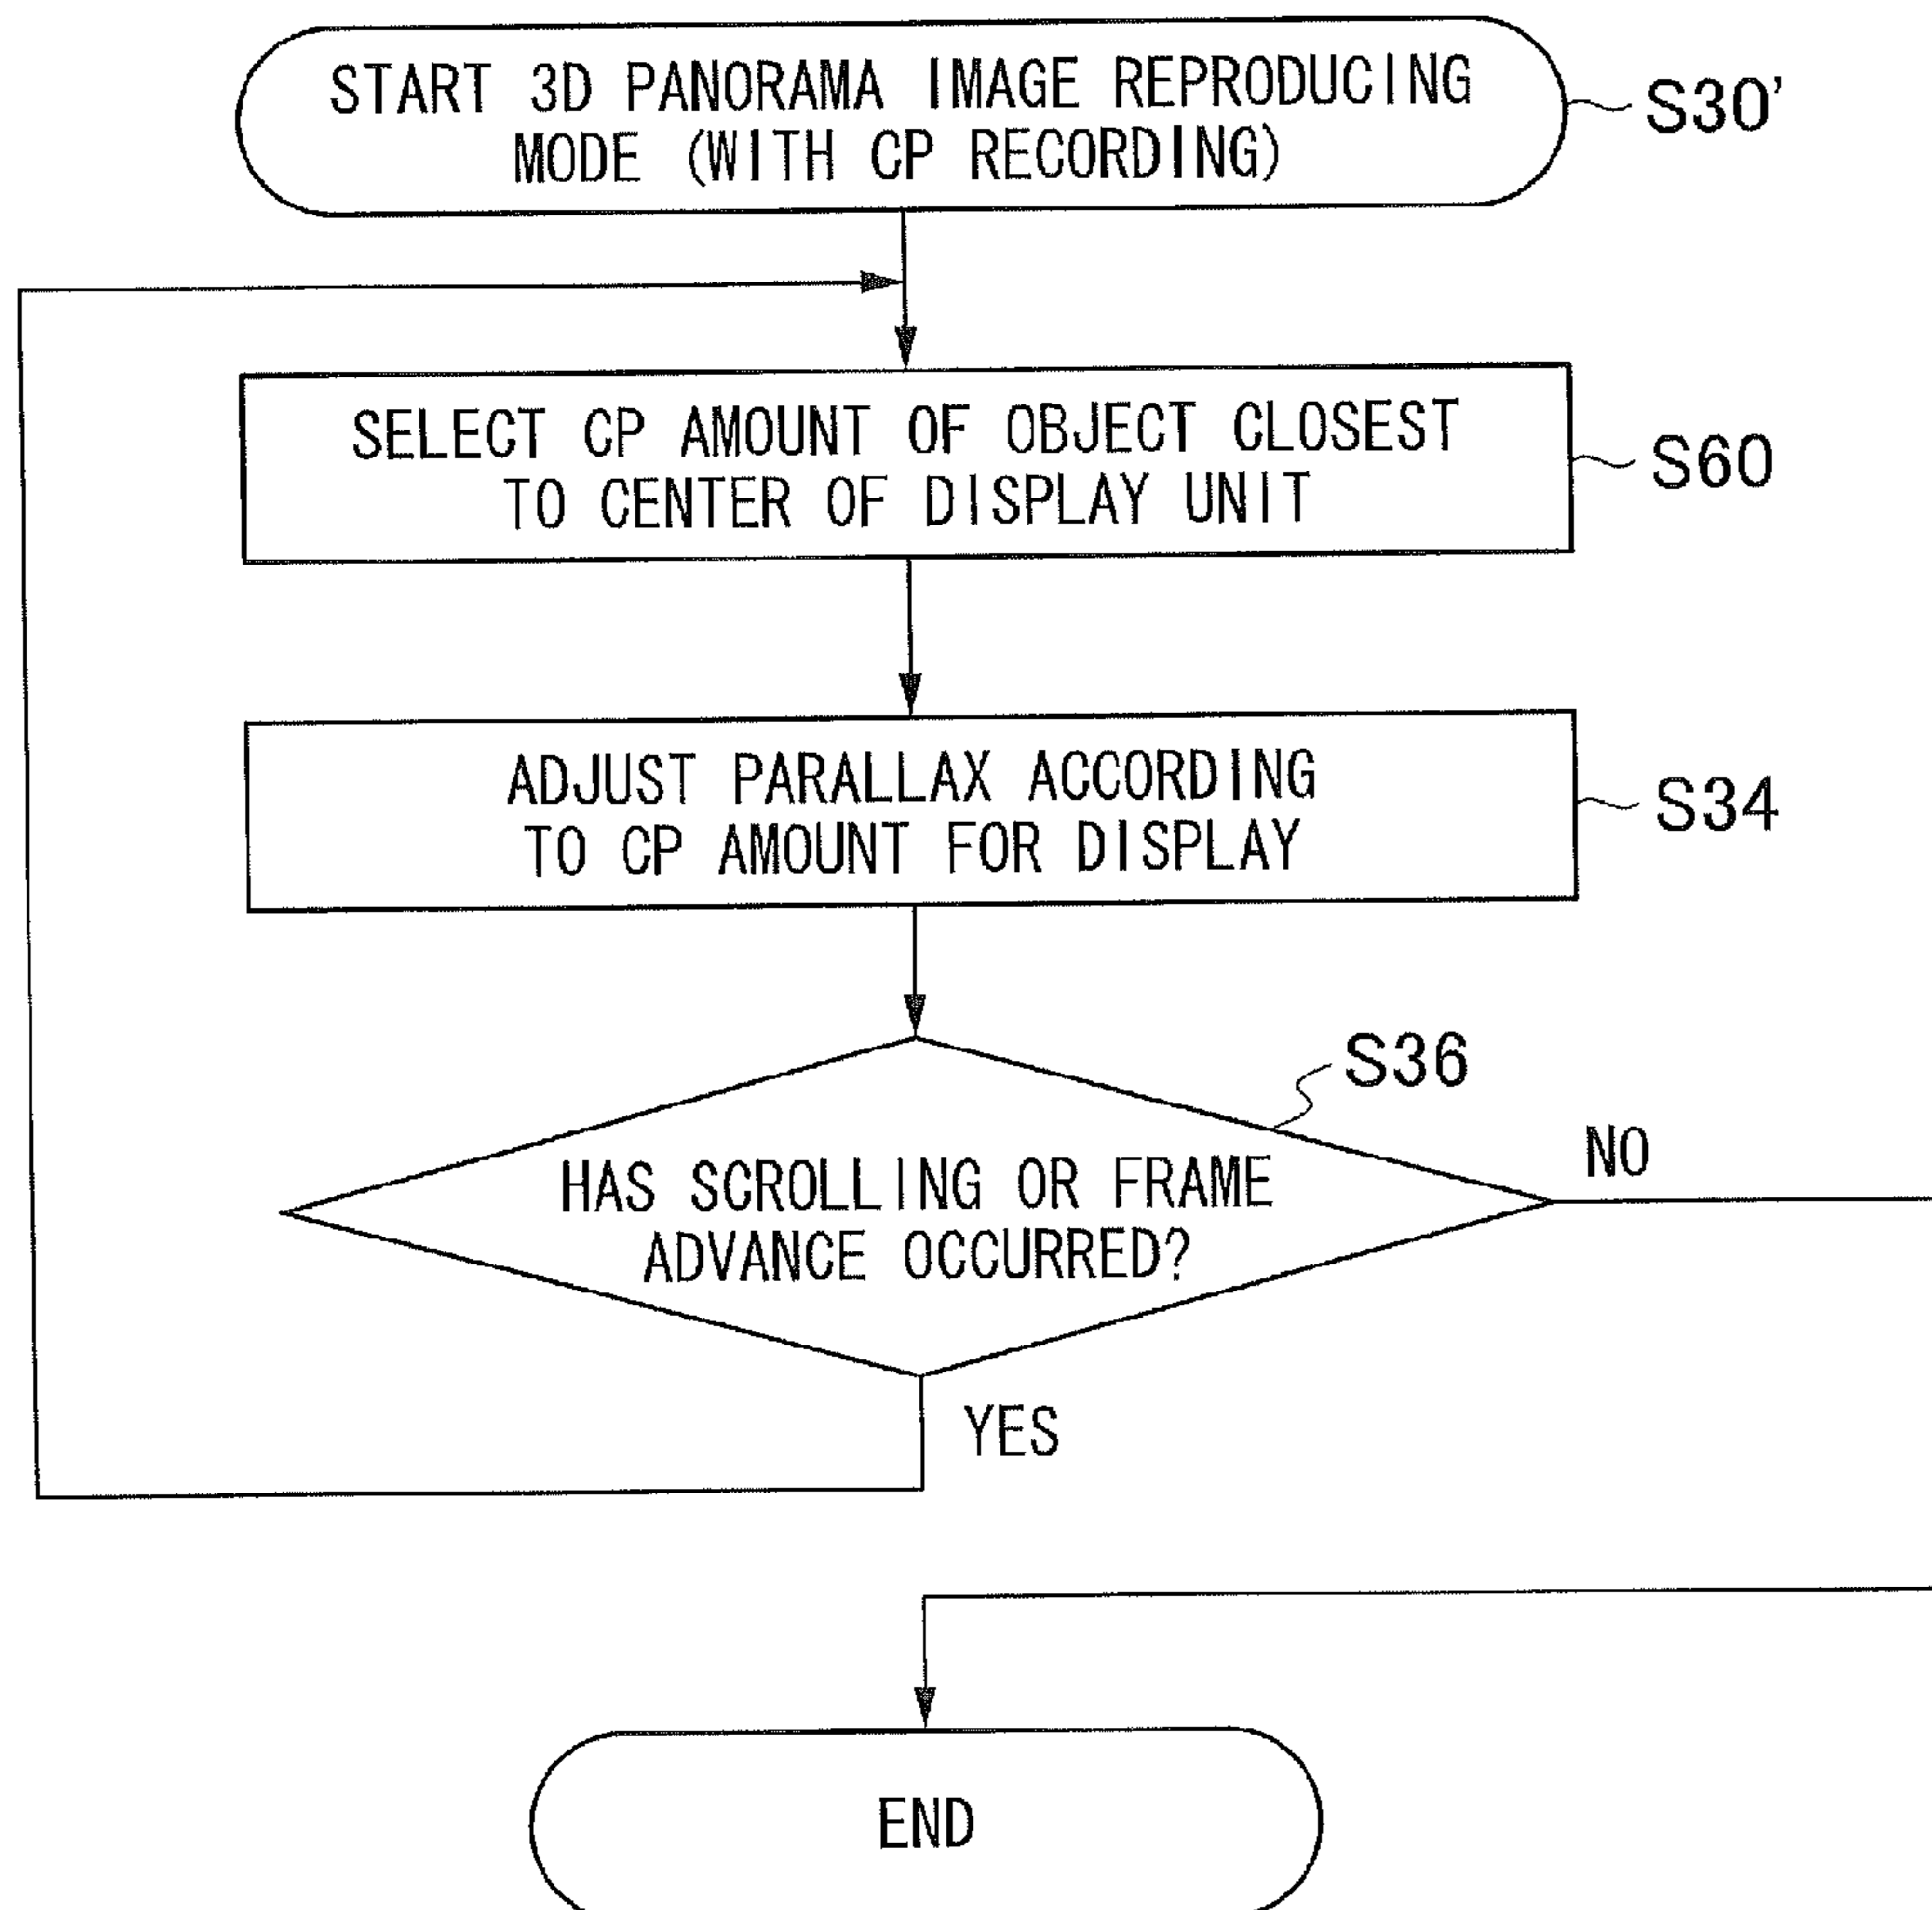 START 3D PANORAMA IMAGE REPRODUCING
MODE (WITH CP RECORDING)
S30'
SELECT CP AMOUNT OF OBJECT CLOSEST
TO CENTER OF DISPLAY UNIT
S60
ADJUST PARALLAX ACCORDING
TO CP AMOUNT FOR DISPLAY
S34
S36
HAS SCROLLING OR FRAME
ADVANCE OCCURRED?
NO
YES
END